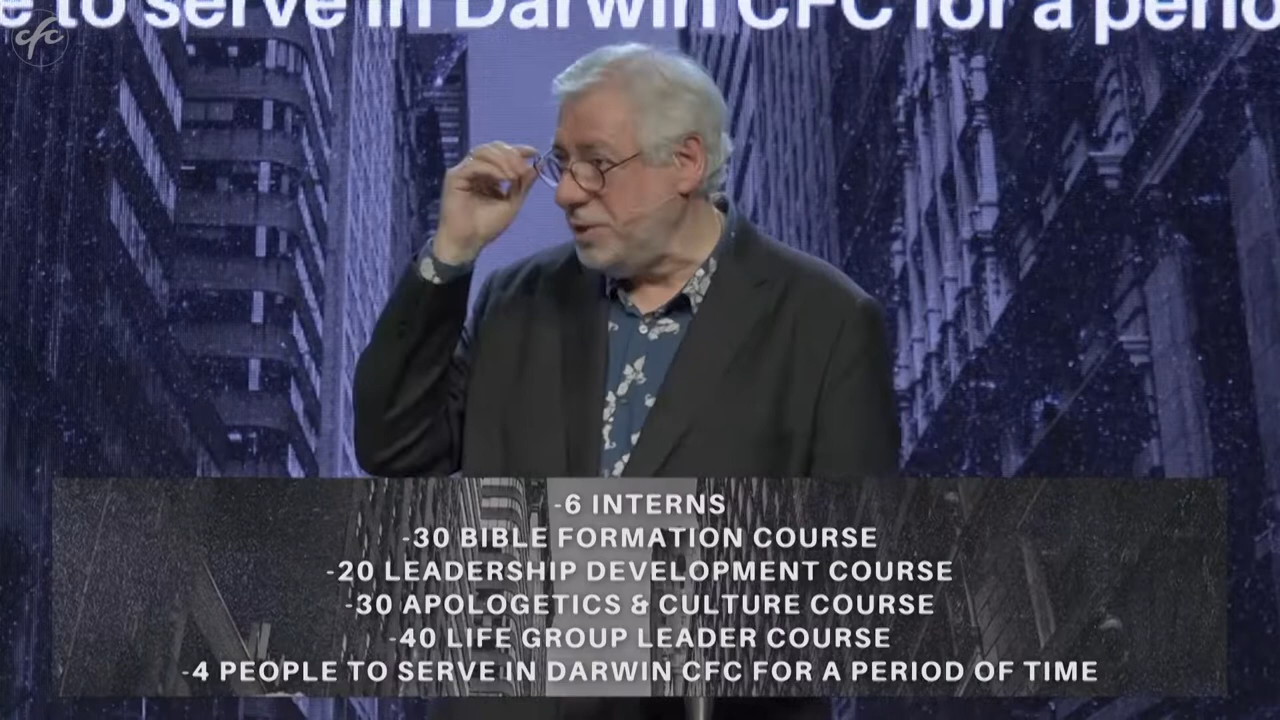 e to serve in Darwin CFC for a perio
cfc
-6 INTERNS
-30 BIBLE FORMATION COURSE
-20 LEADERSHIP DEVELOPMENT COURSE
-30 APOLOGETICS & CULTURE COURSE
-40 LIFE GROUP LEADER COURSE
-4 PEOPLE TO SERVE IN DARWIN CFC FOR A PERIOD OF TIME